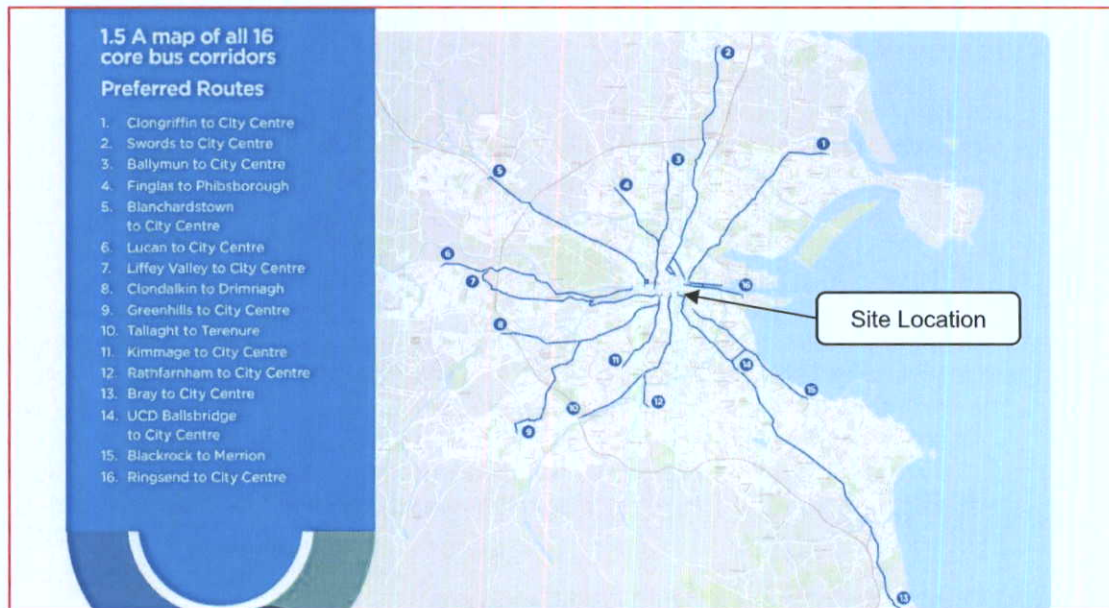 1.5 A map of all 16
core bus corridors
Preferred Routes
1. Clongriffin to City Centre
2. Swords to City Centre
3. Ballymun to City Centre
4. Finglas to Phibsborough
5. Blanchardstown
to City Centre
6. Lucan to City Centre
7. Liffey Valley to City Centre
8. Clondalkin to Drimnagh
9. Greenhills to City Centre
10. Tallaght to Terenure
11. Kimmage to City Centre
12. Rathfarnham to City Centre
13. Bray to City Centre
14. UCD Ballsbridge
to City Centre
15. Blackrock to Merrion
16. Ringsend to City Centre
2
1
3
5
4
6
7
16
Site Location
8
11
14
15
10
12
9
13